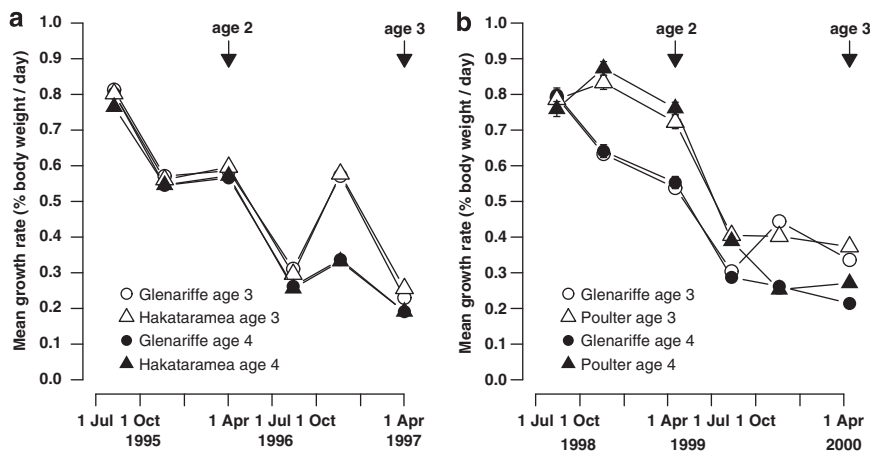 a
Mean growth rate (% body weight / day)
1.0
0.9
0.8
0.7
0.6
0.5
0.4
0.3
0.2
0.1
0.0
age 2
age 3
Glenariffe age 3
Hakataramea age 3
Glenariffe age 4
Hakataramea age 4
1 Jul 1 Oct 1 Apr 1 Jul 1 Oct 1 Apr
1995 1996 1997
b
Mean growth rate (% body weight / day)
1.0
0.9
0.8
0.7
0.6
0.5
0.4
0.3
0.2
0.1
0.0
age 2
age 3
Glenariffe age 3
Poulter age 3
Glenariffe age 4
Poulter age 4
1 Jul 1 Oct 1 Apr 1 Jul 1 Oct 1 Apr
1998 1999 2000